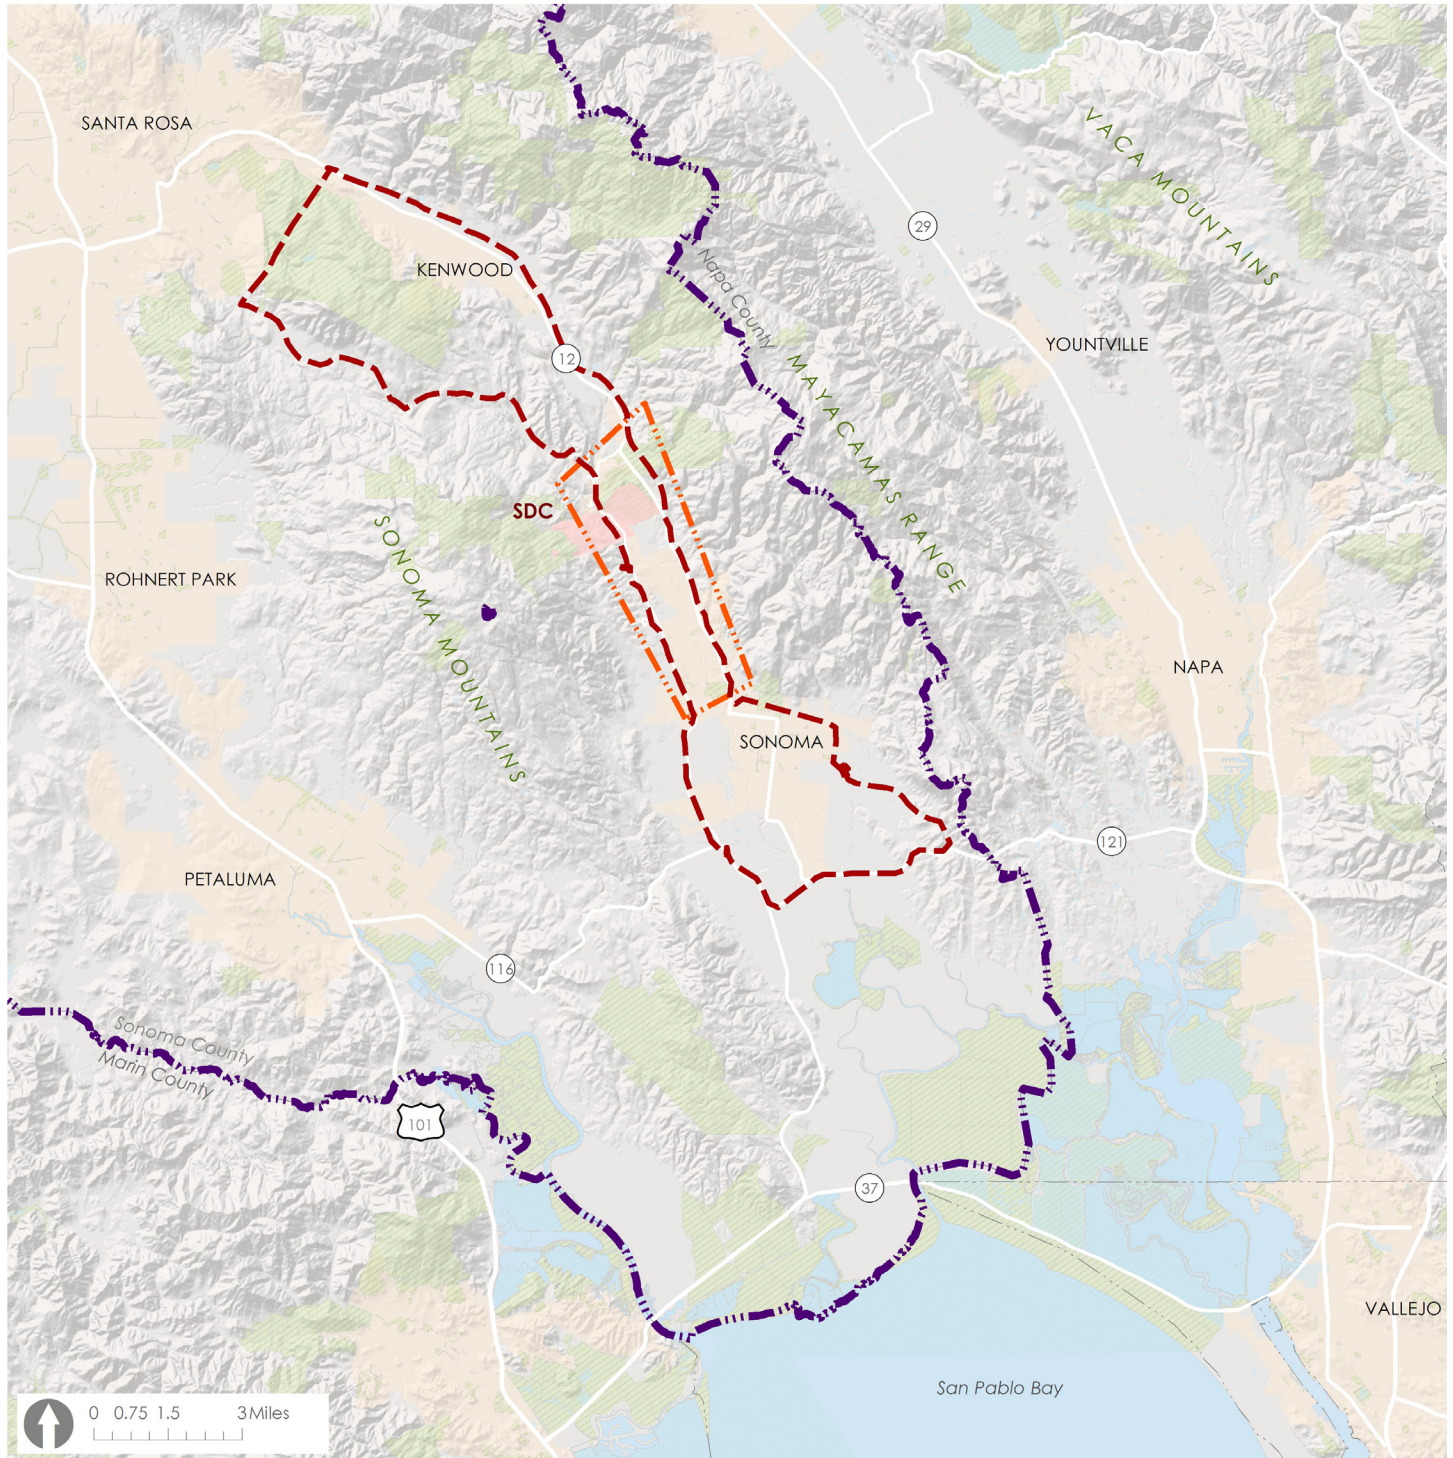 SANTA ROSA
VACA MOUNTAINS
29
KENWOOD
Napa County
YOUNTVILLE
12
MAYACAMAS RANGE
SDC
SONOMA MOUNTAINS
ROHNERT PARK
NAPA
SONOMA
121
PETALUMA
116
Sonoma County
Marin County
101
37
VALLEJO
San Pablo Bay
0 0.75 1.5 3 Miles